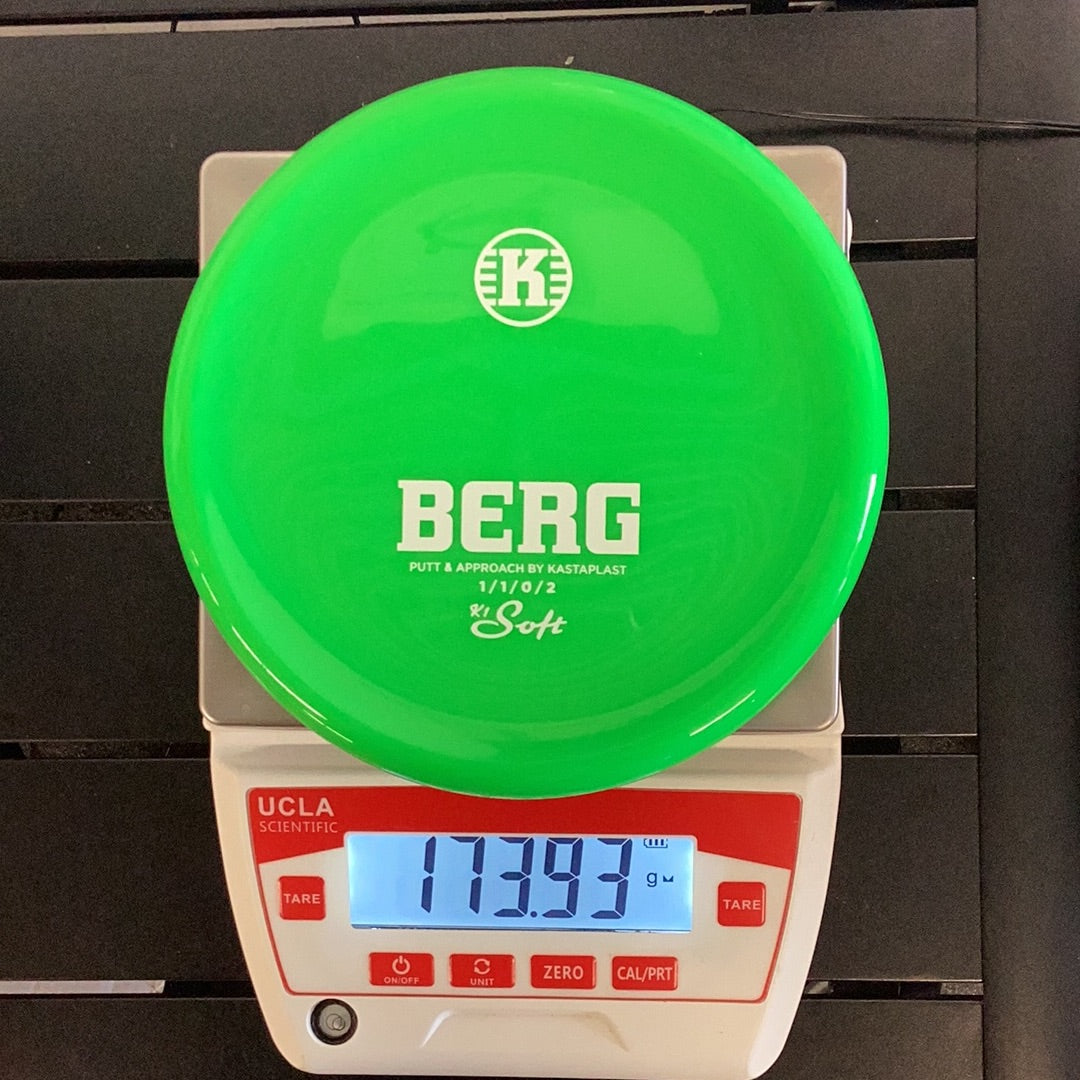 K
BERG
PUTT & APPROACH BY KASTAPLAST
1/1/0/2
K1 Soft
UCLA
SCIENTIFIC
173.93 g
TARE
TARE
ON/OFF
UNIT
ZERO
CAL/PRT